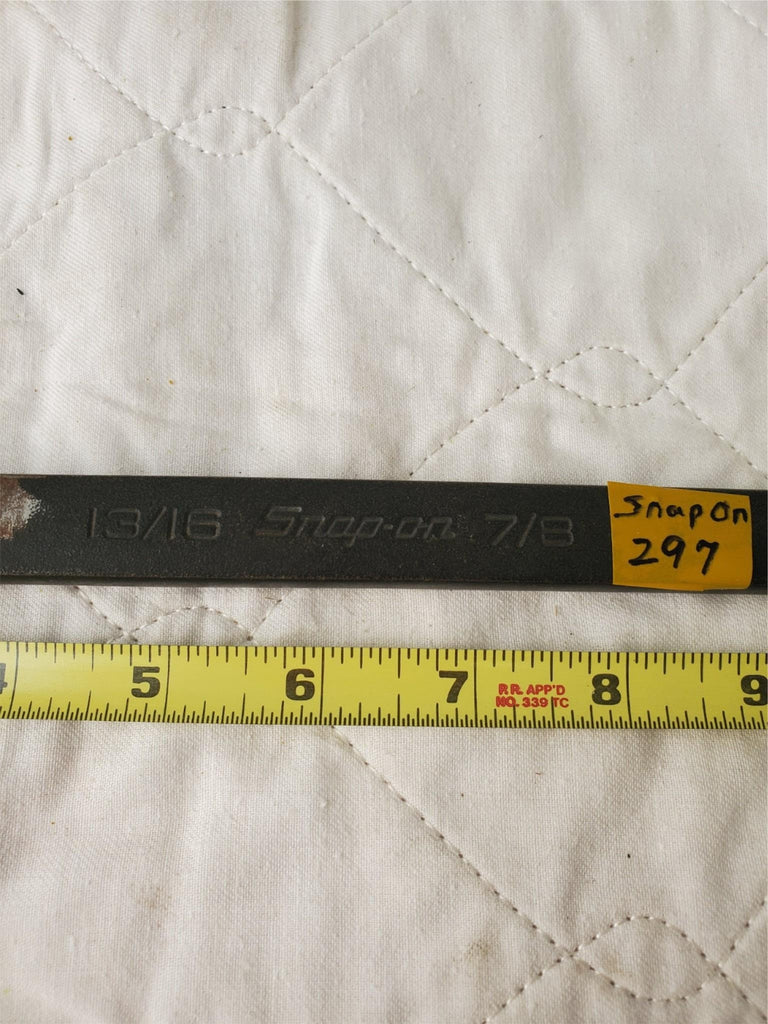 13/16 Snap-on 7/8
Snap On
297
4 5 6 7 8 9
R.R. APP'D
NO. 339 TC